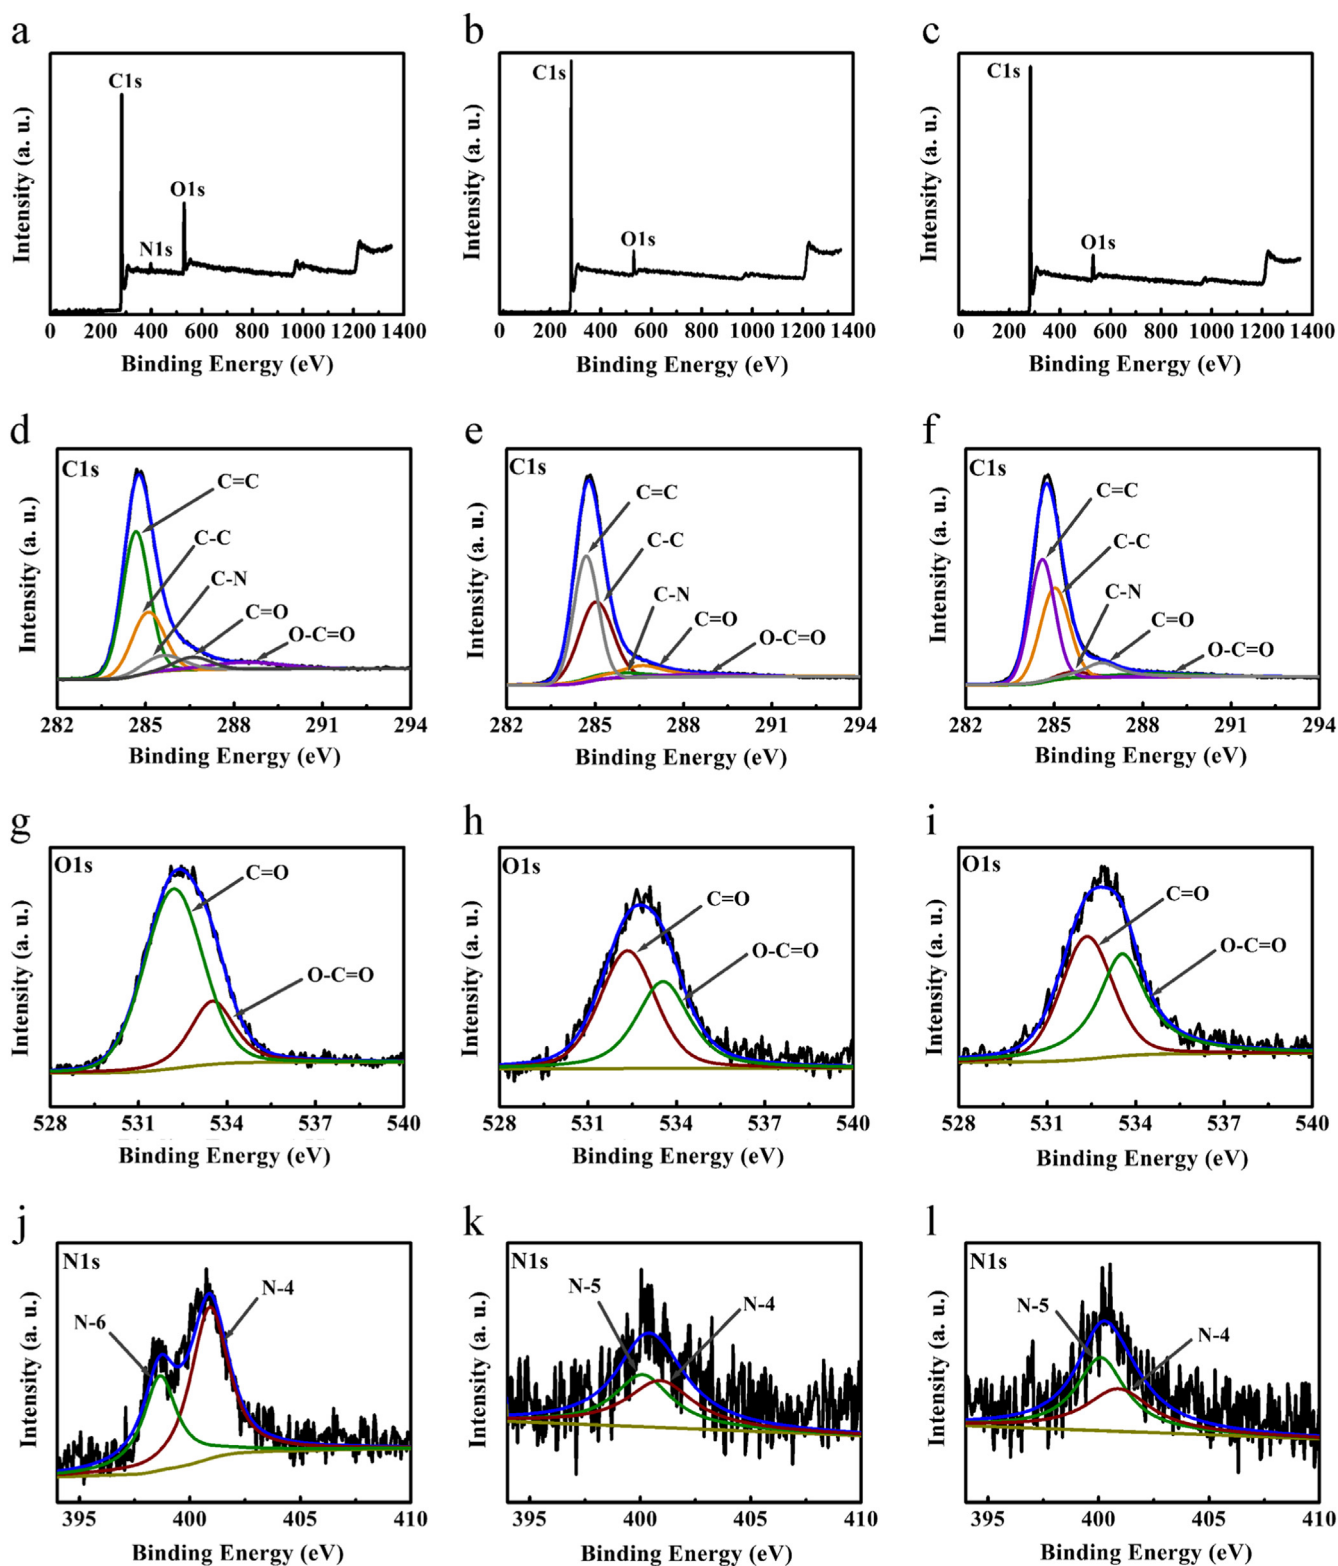 a
C1s
O1s
N1s
Intensity (a. u.)
0 200 400 600 800 1000 1200 1400
Binding Energy (eV)
b
C1s
O1s
Intensity (a. u.)
0 200 400 600 800 1000 1200 1400
Binding Energy (eV)
c
C1s
O1s
Intensity (a. u.)
0 200 400 600 800 1000 1200 1400
Binding Energy (eV)
d
C1s
C=C
C-C
C-N
C=O
O-C=O
Intensity (a. u.)
282 285 288 291 294
Binding Energy (eV)
e
C1s
C=C
C-C
C-N
C=O
O-C=O
Intensity (a. u.)
282 285 288 291 294
Binding Energy (eV)
f
C1s
C=C
C-C
C-N
C=O
O-C=O
Intensity (a. u.)
282 285 288 291 294
Binding Energy (eV)
g
O1s
C=O
O-C=O
Intensity (a. u.)
528 531 534 537 540
Binding Energy (eV)
h
O1s
C=O
O-C=O
Intensity (a. u.)
528 531 534 537 540
Binding Energy (eV)
i
O1s
C=O
O-C=O
Intensity (a. u.)
528 531 534 537 540
Binding Energy (eV)
j
N1s
N-4
N-6
Intensity (a. u.)
395 400 405 410
Binding Energy (eV)
k
N1s
N-5
N-4
Intensity (a. u.)
395 400 405 410
Binding Energy (eV)
l
N1s
N-5
N-4
Intensity (a. u.)
395 400 405 410
Binding Energy (eV)